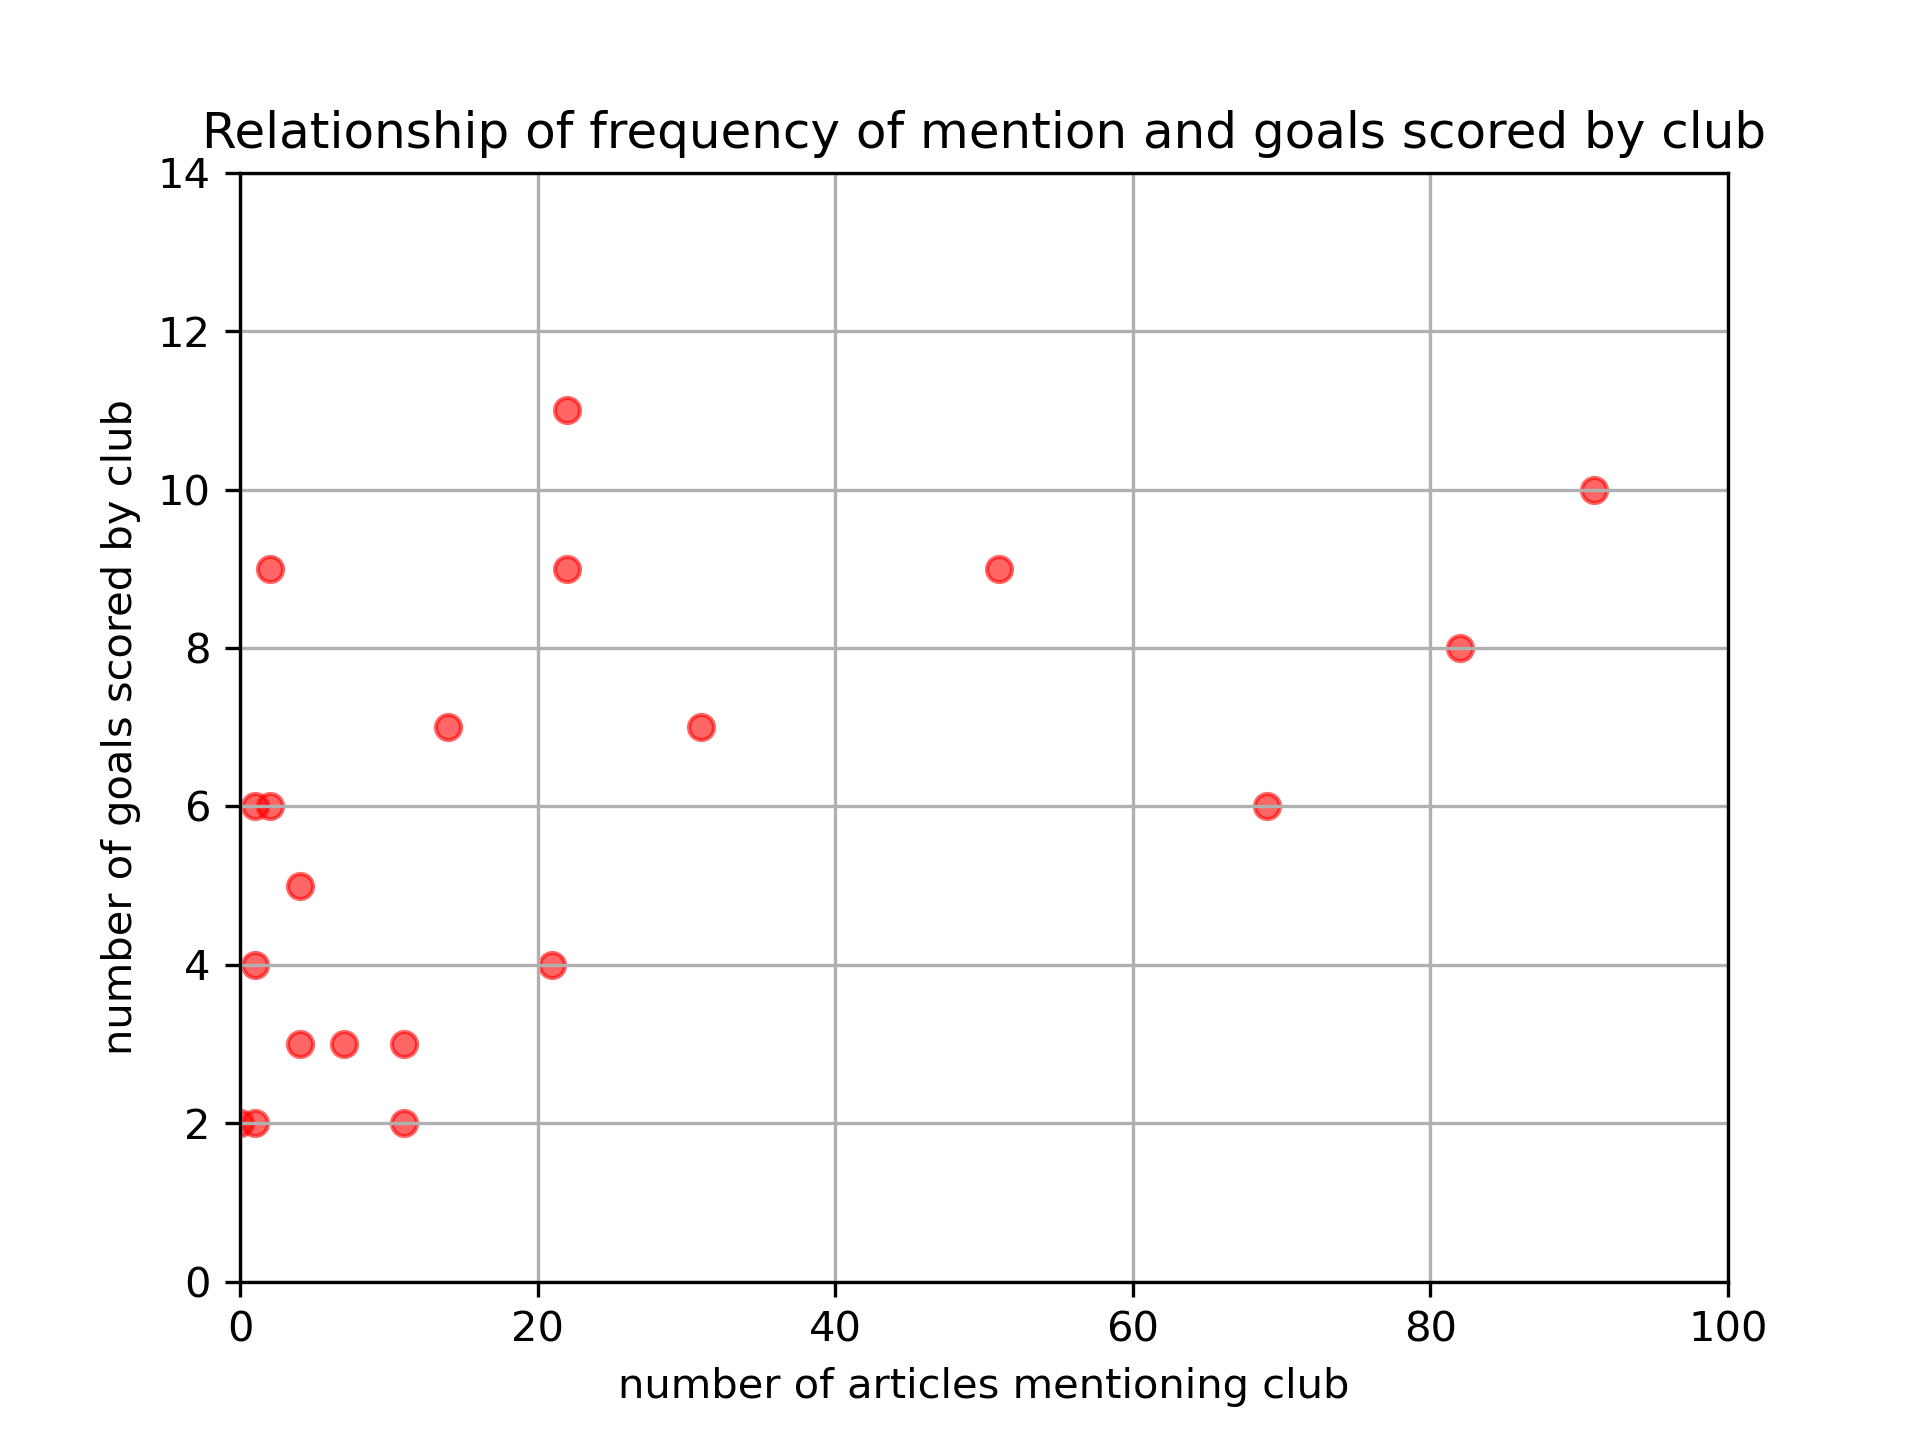 Relationship of frequency of mention and goals scored by club
14
12
10
8
6
4
2
0
number of goals scored by club
0 20 40 60 80 100
number of articles mentioning club